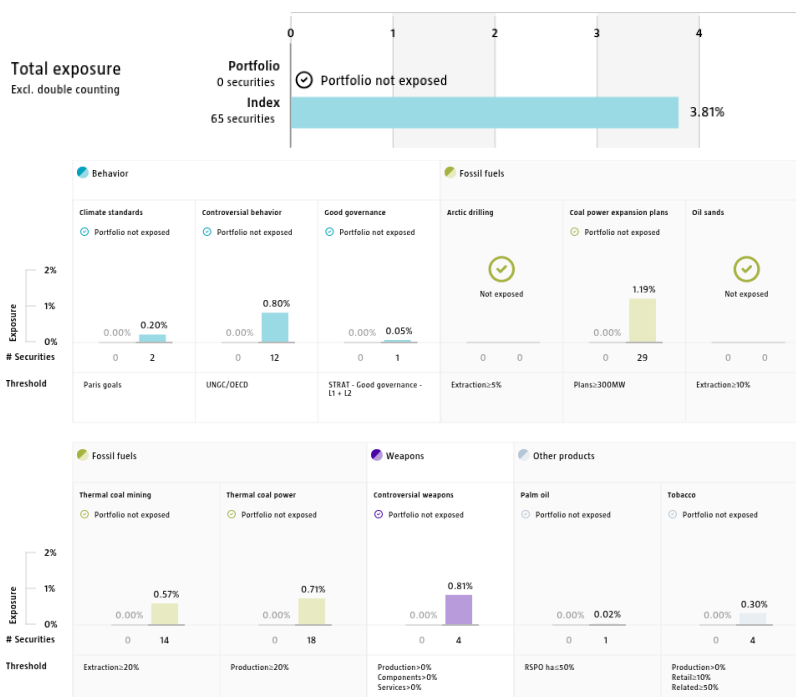 0 1 2 3 4
Total exposure
Excl. double counting
Portfolio
0 securities
Portfolio not exposed
Index
65 securities
3.81%
Behavior
Fossil fuels
Climate standards
Controversial behavior
Good governance
Arctic drilling
Coal power expansion plans
Oil sands
Portfolio not exposed
Portfolio not exposed
Portfolio not exposed
Portfolio not exposed
Not exposed
Not exposed
Exposure
2%
1%
0%
0.00% 0.20%
0.00% 0.80%
0.00% 0.05%
0.00% 1.19%
# Securities
0 2
0 12
0 1
0 0
0 29
0 0
Threshold
Paris goals
UNGC/OECD
STRAT - Good governance -
L1 + L2
Extraction≥5%
Plans≥300MW
Extraction≥10%
Fossil fuels
Weapons
Other products
Thermal coal mining
Thermal coal power
Controversial weapons
Palm oil
Tobacco
Portfolio not exposed
Portfolio not exposed
Portfolio not exposed
Portfolio not exposed
Portfolio not exposed
Exposure
2%
1%
0%
0.00% 0.57%
0.00% 0.71%
0.00% 0.81%
0.00% 0.02%
0.00% 0.30%
# Securities
0 14
0 18
0 4
0 1
0 4
Threshold
Extraction≥20%
Production≥20%
Production>0%
Components>0%
Services>0%
RSPO ha≤50%
Production>0%
Retail≥10%
Related≥50%